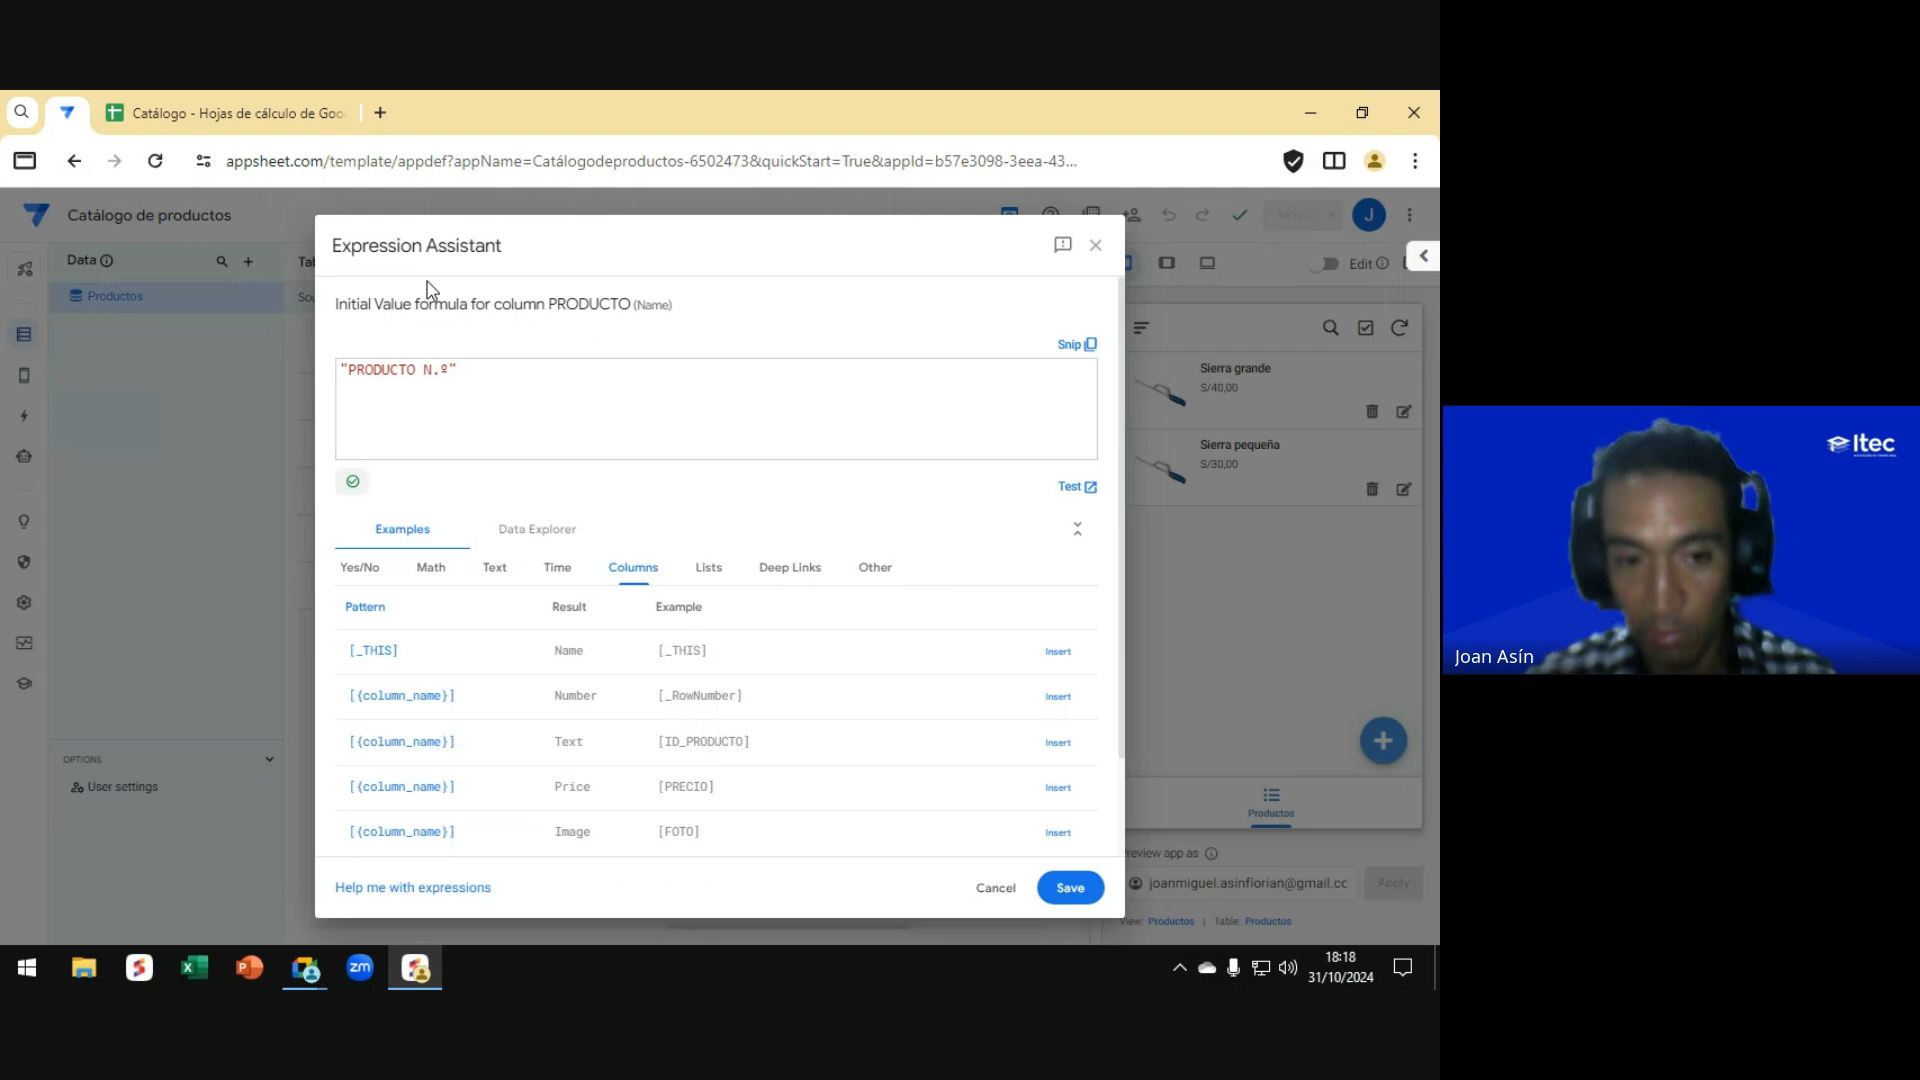 Catálogo - Hojas de cálculo de Goo
appsheet.com/template/appdef?appName=Catálogodeproductos-6502473&quickStart=True&appId=b57e3098-3eea-43...
Catálogo de productos
J
Data
Tab
Edit
Productos
Sou
Expression Assistant
Initial Value formula for column PRODUCTO (Name)
Snip
"PRODUCTO N.º"
Test
Examples
Data Explorer
Yes/No
Math
Text
Time
Columns
Lists
Deep Links
Other
Pattern
Result
Example
[_THIS]
Name
[_THIS]
Insert
[{column_name}]
Number
[_RowNumber]
Insert
[{column_name}]
Text
[ID_PRODUCTO]
Insert
[{column_name}]
Price
[PRECIO]
Insert
[{column_name}]
Image
[FOTO]
Insert
Help me with expressions
Cancel
Save
OPTIONS
User settings
Sierra grande
S/40,00
Sierra pequeña
S/30,00
Productos
Preview app as
joanmiguel.asinflorian@gmail.cc
Apply
View: Productos | Table: Productos
zm
18:18
31/10/2024
Itec
Joan Asín